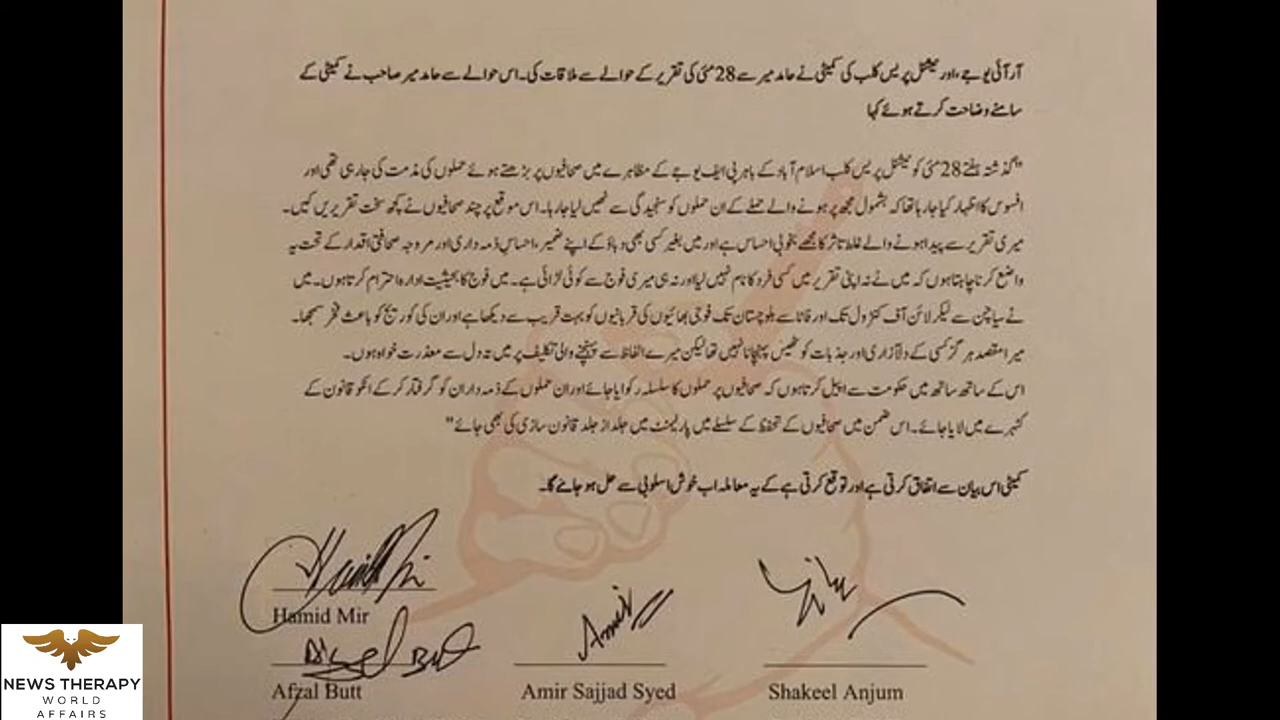 آر آئی یو جے، اور نیشنل پریس کلب کی کمیٹی نے حامد میر سے 28 مئی کی تقریر کے حوالے سے ملاقات کی۔ اس حوالے سے حامد میر صاحب نے کمیٹی کے
سامنے وضاحت کرتے ہوئے کہا
"گذشتہ ہفتے 28 مئی کو نیشنل پریس کلب اسلام آباد کے باہر پی ایف یو جے کے مظاہرے میں صحافیوں پر بڑھتے ہوئے حملوں کی مذمت کی جارہی تھی اور
افسوس کا اظہار کیا جارہا تھا کہ بشمول مجھ پر ہونے والے حملے کے ان حملوں کو سنجیدگی سے نہیں لیا جارہا۔ اس موقع پر چند صحافیوں نے کچھ سخت تقریریں کیں۔
میری تقریر سے پیدا ہونے والے غلط تاثر کا مجھے بخوبی احساس ہے اور میں بغیر کسی بھی دباؤ کے اپنے ضمیر، احساسِ ذمہ داری اور مروجہ صحافتی اقدار کے تحت یہ
واضع کرنا چاہتا ہوں کہ میں نے نہ اپنی تقریر میں کسی فرد کا نام نہیں لیا اور نہ ہی میری فوج سے کوئی لڑائی ہے۔ میں فوج کا بحیثیت ادارہ احترام کرتا ہوں۔ میں
نے سیاچن سے لیکر لائن آف کنٹرول تک اور فاٹا سے بلوچستان تک فوجی بھائیوں کی قربانیوں کو بہت قریب سے دیکھا ہے اور ان کی کوریج کو باعث فخر سمجھا۔
میرا مقصد ہر گز کسی کے دلآزاری اور جذبات کو ٹھیس پہنچانا نہیں تھا لیکن میرے الفاظ سے پہنچنے والی تکلیف پر میں تہ دل سے معذرت خواہ ہوں۔
اس کے ساتھ ساتھ میں حکومت سے اپیل کرتا ہوں کہ صحافیوں پر حملوں کا سلسلہ رکوایا جائے اور ان حملوں کے ذمہ داران کو گرفتار کر کے انکو قانون کے
کٹہرے میں لایا جائے۔ اس ضمن میں صحافیوں کے تحفظ کے سلسلے میں پارلیمنٹ میں جلد از جلد قانون سازی کی بھی جائے"
کمیٹی اس بیان سے اتفاق کرتی ہے اور توقع کرتی ہے کے یہ معاملہ اب خوش اسلوبی سے حل ہو جائے گا۔
Hamid Mir
Hamid Mir
Afzal Butt
Amir
Afzal Butt
Amir Sajjad Syed
Shakeel Anjum
NEWS THERAPY
WORLD
AFFAIRS